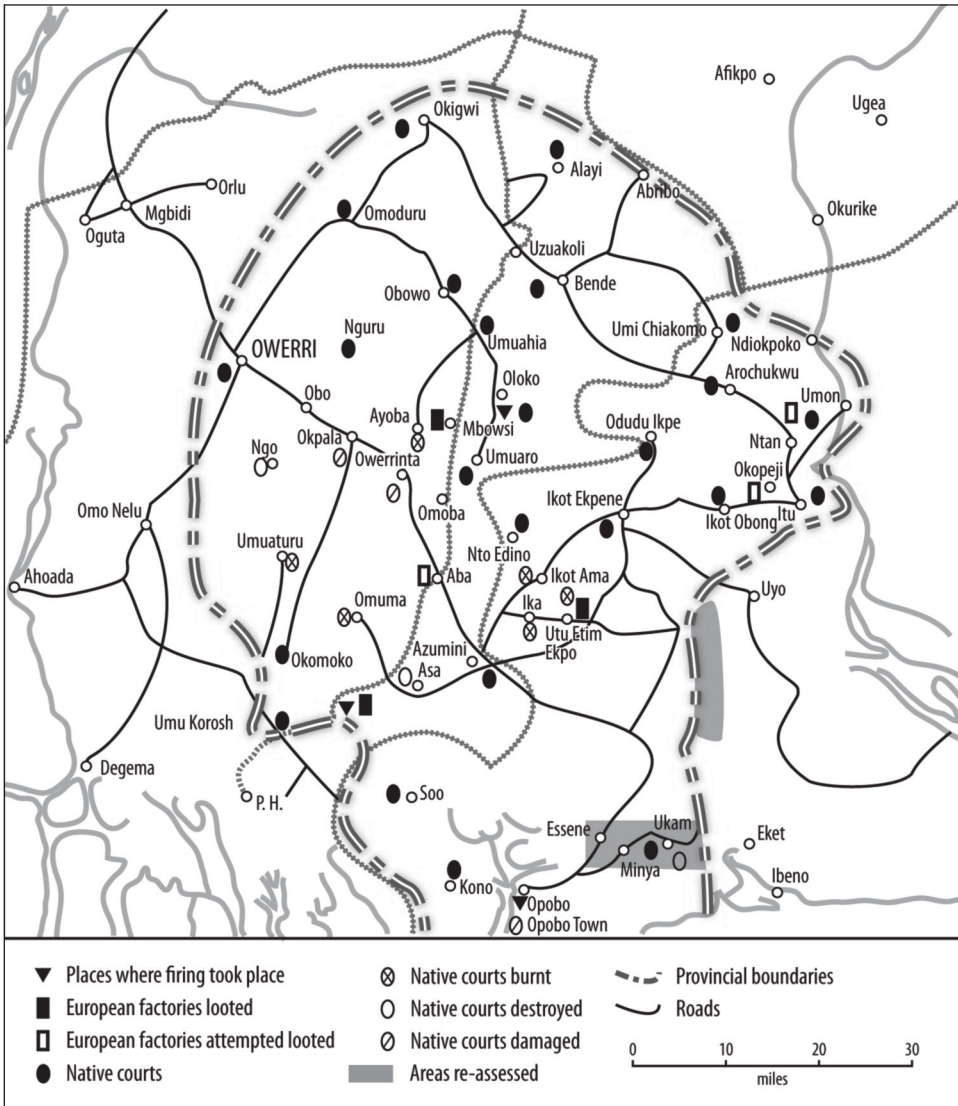 Afikpo
Ugea
Okigwi
Alayi
Abribo
Orlu
Mgbidi
Oguta
Omoduru
Okurike
Uzuakoli
Bende
Obowo
Nguru
Umuahia
Umi Chiakomo
Ndiokpoko
OWERRI
Oloko
Arochukwu
Umon
Obo
Ayoba
Mbowsi
Odudu Ikpe
Ntan
Okpala
Ngo
Owerrinta
Umuaro
Okopeji
Omo Nelu
Omoba
Ikot Ekpene
Ikot Obong
Itu
Umuaturu
Nto Edino
Ahoada
Aba
Ikot Ama
Uyo
Omuma
Ika
Utu Etim
Ekpo
Okomoko
Azumini
Asa
Umu Korosh
Degema
P. H.
Soo
Essene
Ukam
Eket
Minya
Kono
Ibeno
Opobo
Opobo Town
Places where firing took place
European factories looted
European factories attempted looted
Native courts
Native courts burnt
Native courts destroyed
Native courts damaged
Areas re-assessed
Provincial boundaries
Roads
0 10 20 30
miles